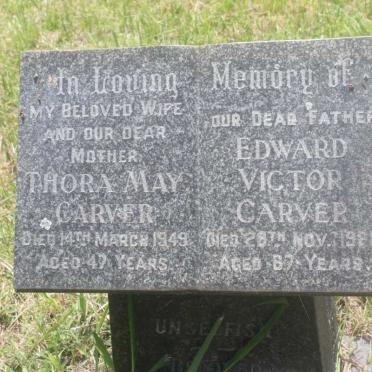 In Loving Memory of
MY BELOVED WIFE
AND OUR DEAR
MOTHER
THORA MAY
CARVER
DIED 14TH MARCH 1949
AGED 47 YEARS
OUR DEAR FATHER
EDWARD
VICTOR
CARVER
DIED 28TH NOV. 
AGED 87 YEARS
UNSELFISH